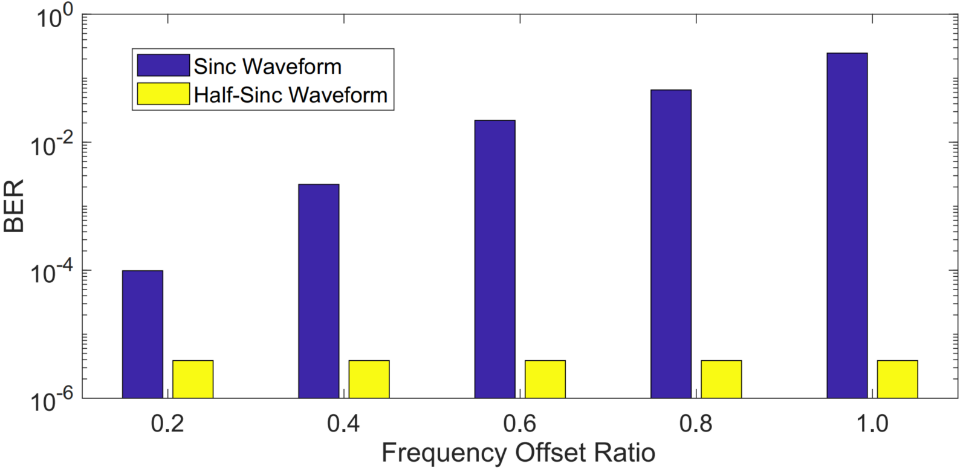 10^0
10^-2
10^-4
10^-6
BER
Sinc Waveform
Half-Sinc Waveform
0.2 0.4 0.6 0.8 1.0
Frequency Offset Ratio